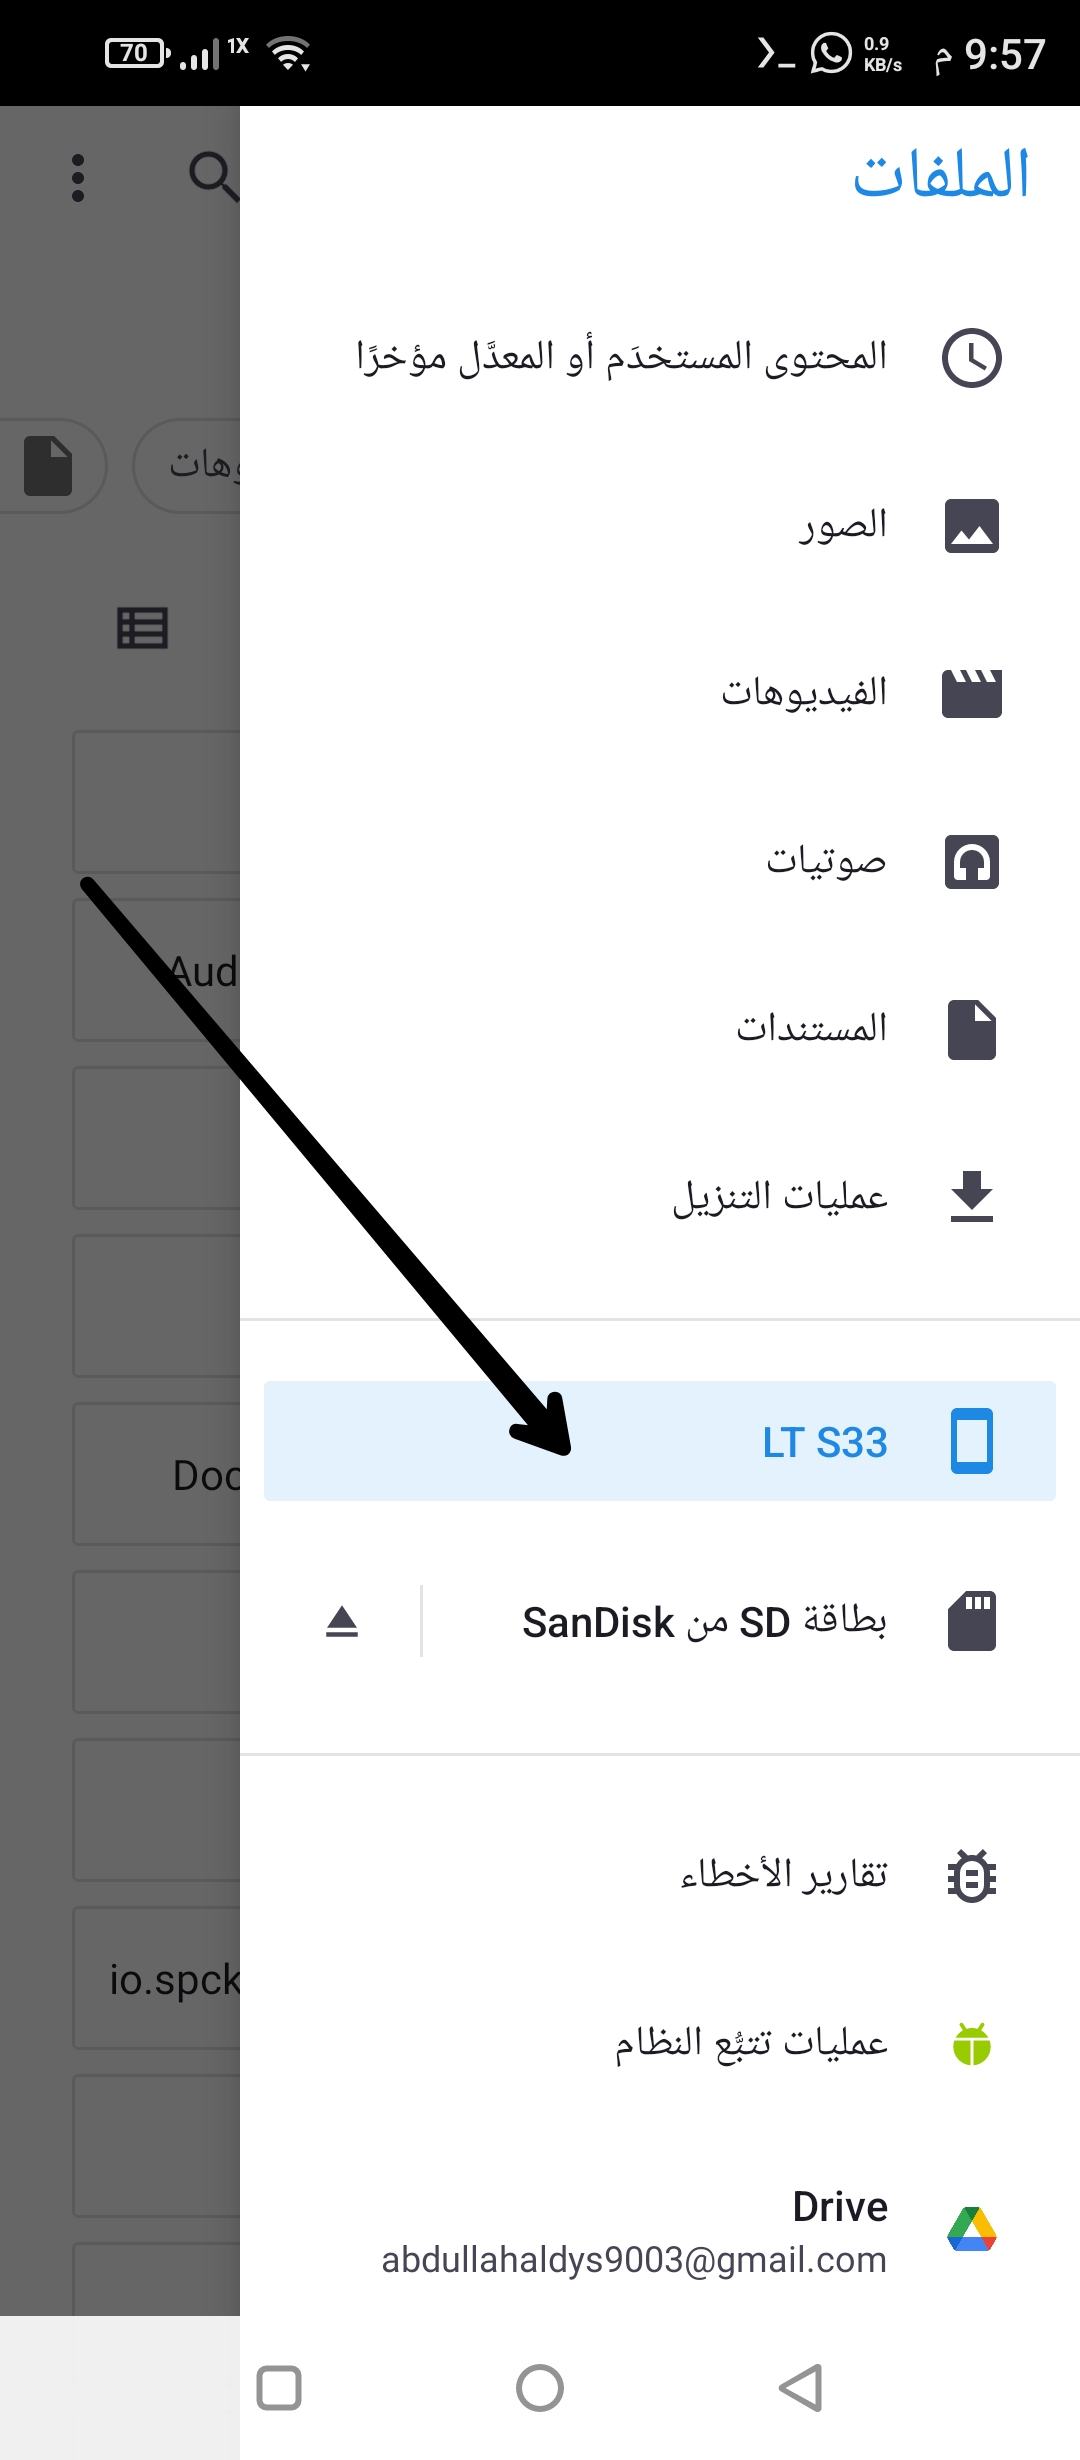 70
1X
0.9
KB/s
9:57 م
الملفات
المحتوى المستخدَم أو المعدَّل مؤخرًا
الصور
الفيديوهات
صوتيات
المستندات
عمليات التنزيل
LT S33
بطاقة SD من SanDisk
تقارير الأخطاء
عمليات تتبُّع النظام
Drive
abdullahaldys9003@gmail.com
وهات
Aud
Doc
io.spck